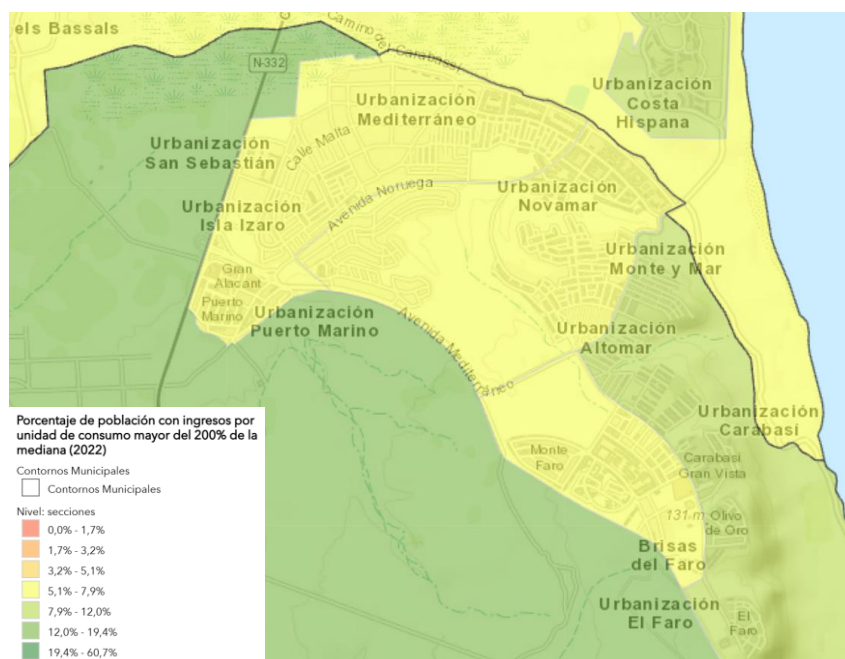 els Bassals
Camino del Carabassí
N-332
Urbanización
Costa
Hispana
Urbanización
Mediterráneo
Urbanización
San Sebastián
Calle Malta
Urbanización
Isla Izaro
Avenida Noruega
Urbanización
Novamar
Urbanización
Monte y Mar
Gran
Alacant
Puerto
Marino
Urbanización
Puerto Marino
Avenida Mediterráneo
Urbanización
Altomar
Urbanización
Carabasí
Monte
Faro
Carabasi
Gran Vista
131 m
Olivo
de Oro
Brisas
del Faro
Urbanización
El Faro
El
Faro
Porcentaje de población con ingresos por
unidad de consumo mayor del 200% de la
mediana (2022)
Contornos Municipales
Contornos Municipales
Nivel: secciones
0,0% - 1,7%
1,7% - 3,2%
3,2% - 5,1%
5,1% - 7,9%
7,9% - 12,0%
12,0% - 19,4%
19,4% - 60,7%